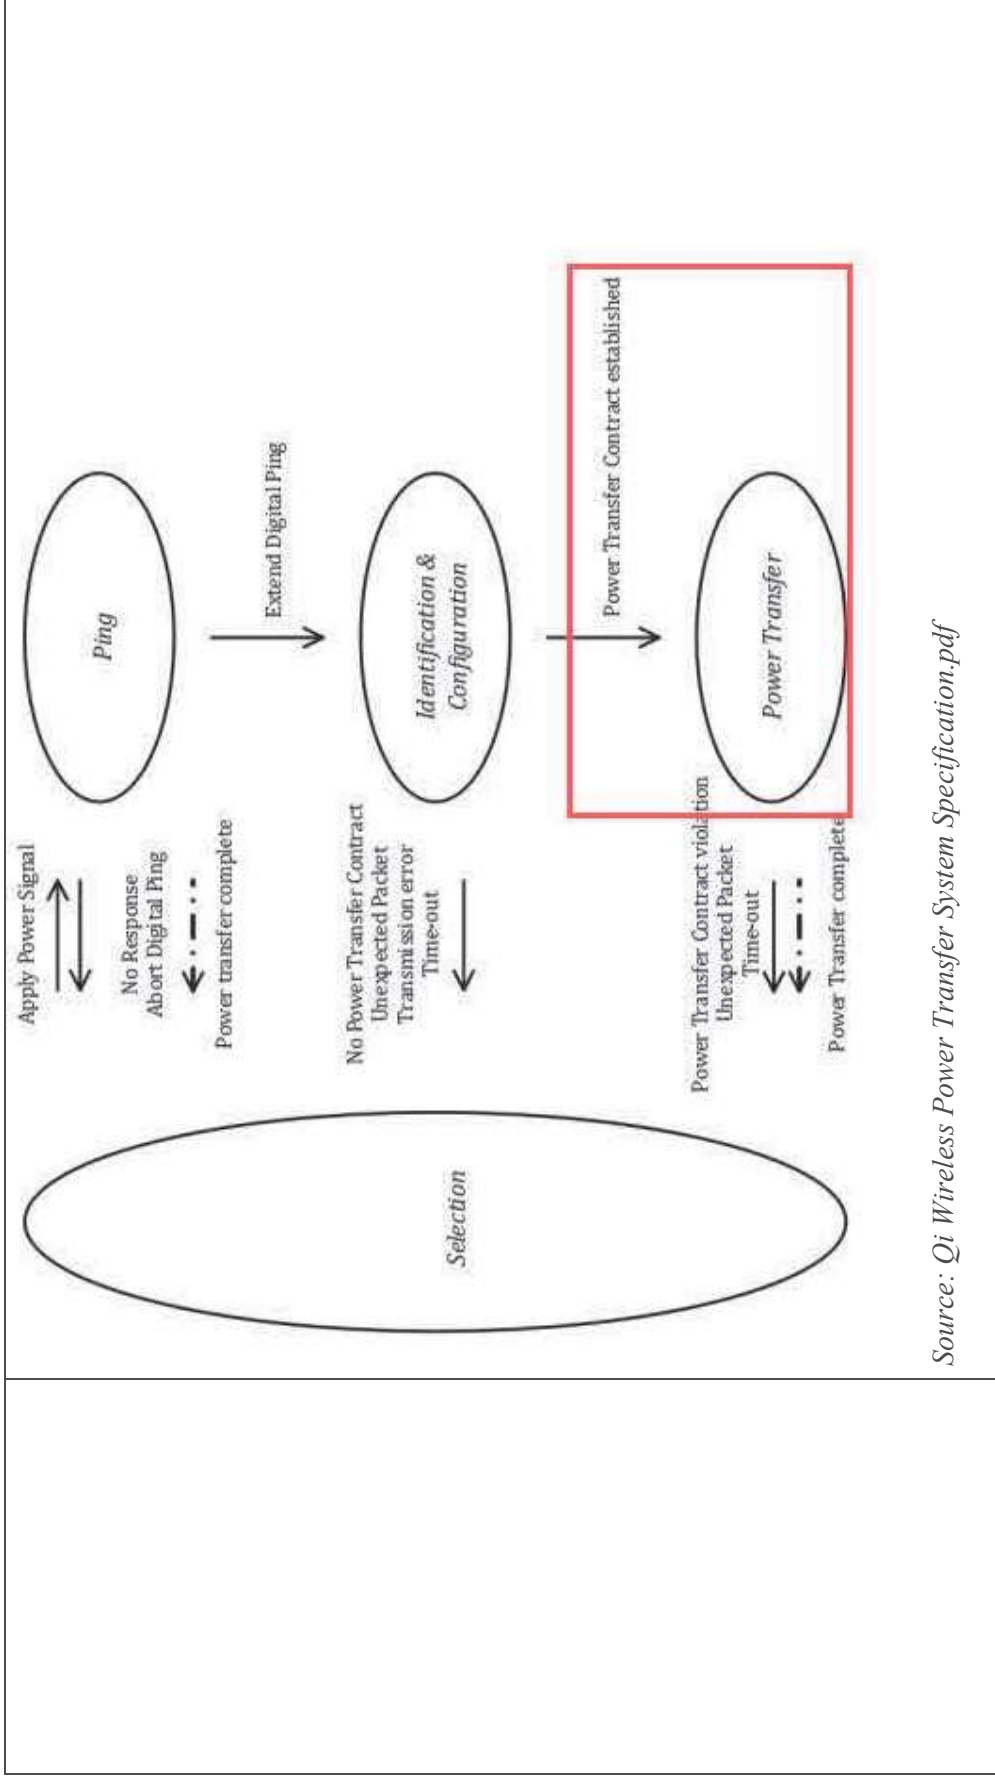 Apply Power Signal
Ping
No Response
Abort Digital Ping
Power transfer complete
Extend Digital Ping
No Power Transfer Contract
Unexpected Packet
Transmission error
Time-out
Identification &
Configuration
Selection
Power Transfer Contract established
Power Transfer Contract violation
Unexpected Packet
Time-out
Power Transfer
Power Transfer complete
Source: Qi Wireless Power Transfer System Specification.pdf